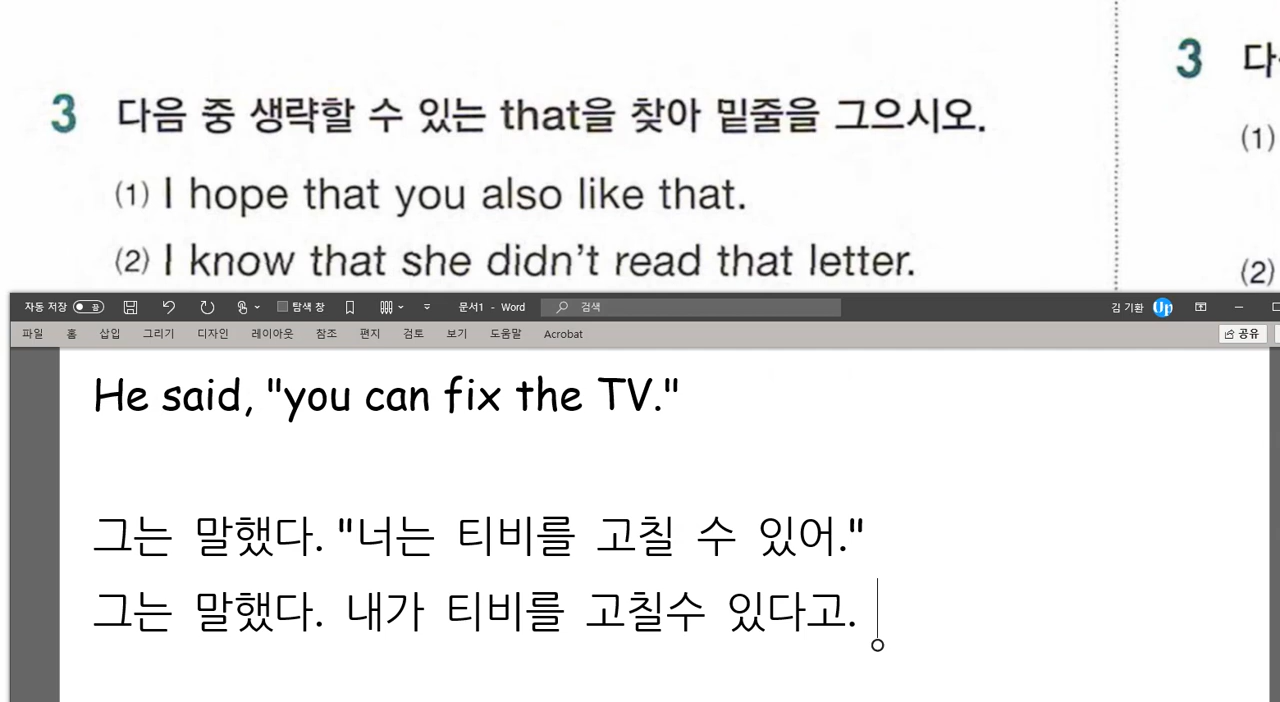 3 다음 중 생략할 수 있는 that을 찾아 밑줄을 그으시오.
(1) I hope that you also like that.
(2) I know that she didn't read that letter.
3
(1)
(2)
자동 저장 끔 탐색 창 문서1 - Word 검색 김 기환 Up
파일 홈 삽입 그리기 디자인 레이아웃 참조 편지 검토 보기 도움말 Acrobat 공유
He said, "you can fix the TV."
그는 말했다. "너는 티비를 고칠 수 있어."
그는 말했다. 내가 티비를 고칠수 있다고.